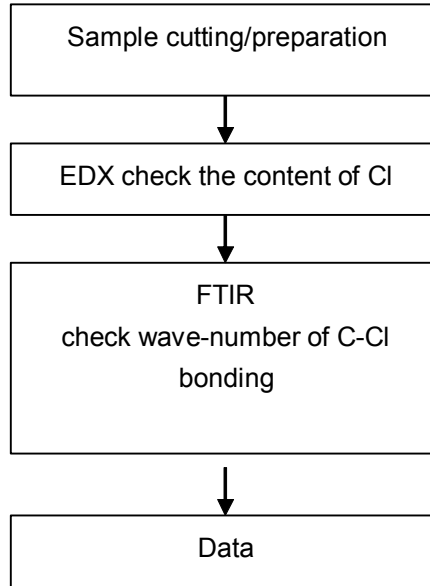 Sample cutting/preparation
EDX check the content of Cl
FTIR
check wave-number of C-Cl
bonding
Data